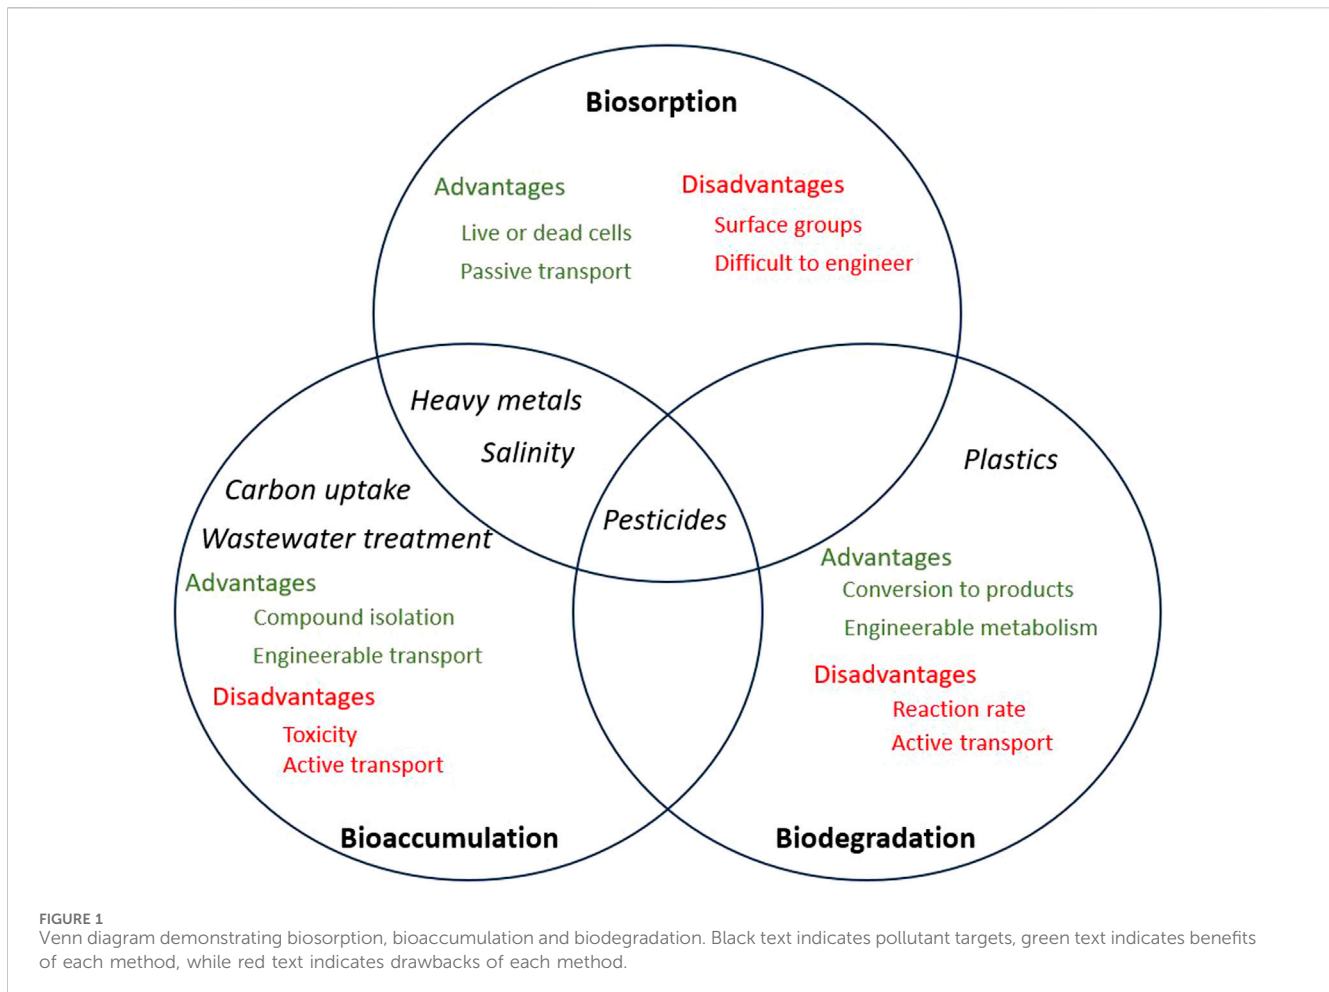 Biosorption
Advantages
Disadvantages
Live or dead cells
Surface groups
Passive transport
Difficult to engineer
Heavy metals
Salinity
Carbon uptake
Wastewater treatment
Pesticides
Plastics
Advantages
Compound isolation
Engineerable transport
Disadvantages
Toxicity
Active transport
Bioaccumulation
Advantages
Conversion to products
Engineerable metabolism
Disadvantages
Reaction rate
Active transport
Biodegradation
FIGURE 1
Venn diagram demonstrating biosorption, bioaccumulation and biodegradation. Black text indicates pollutant targets, green text indicates benefits
of each method, while red text indicates drawbacks of each method.